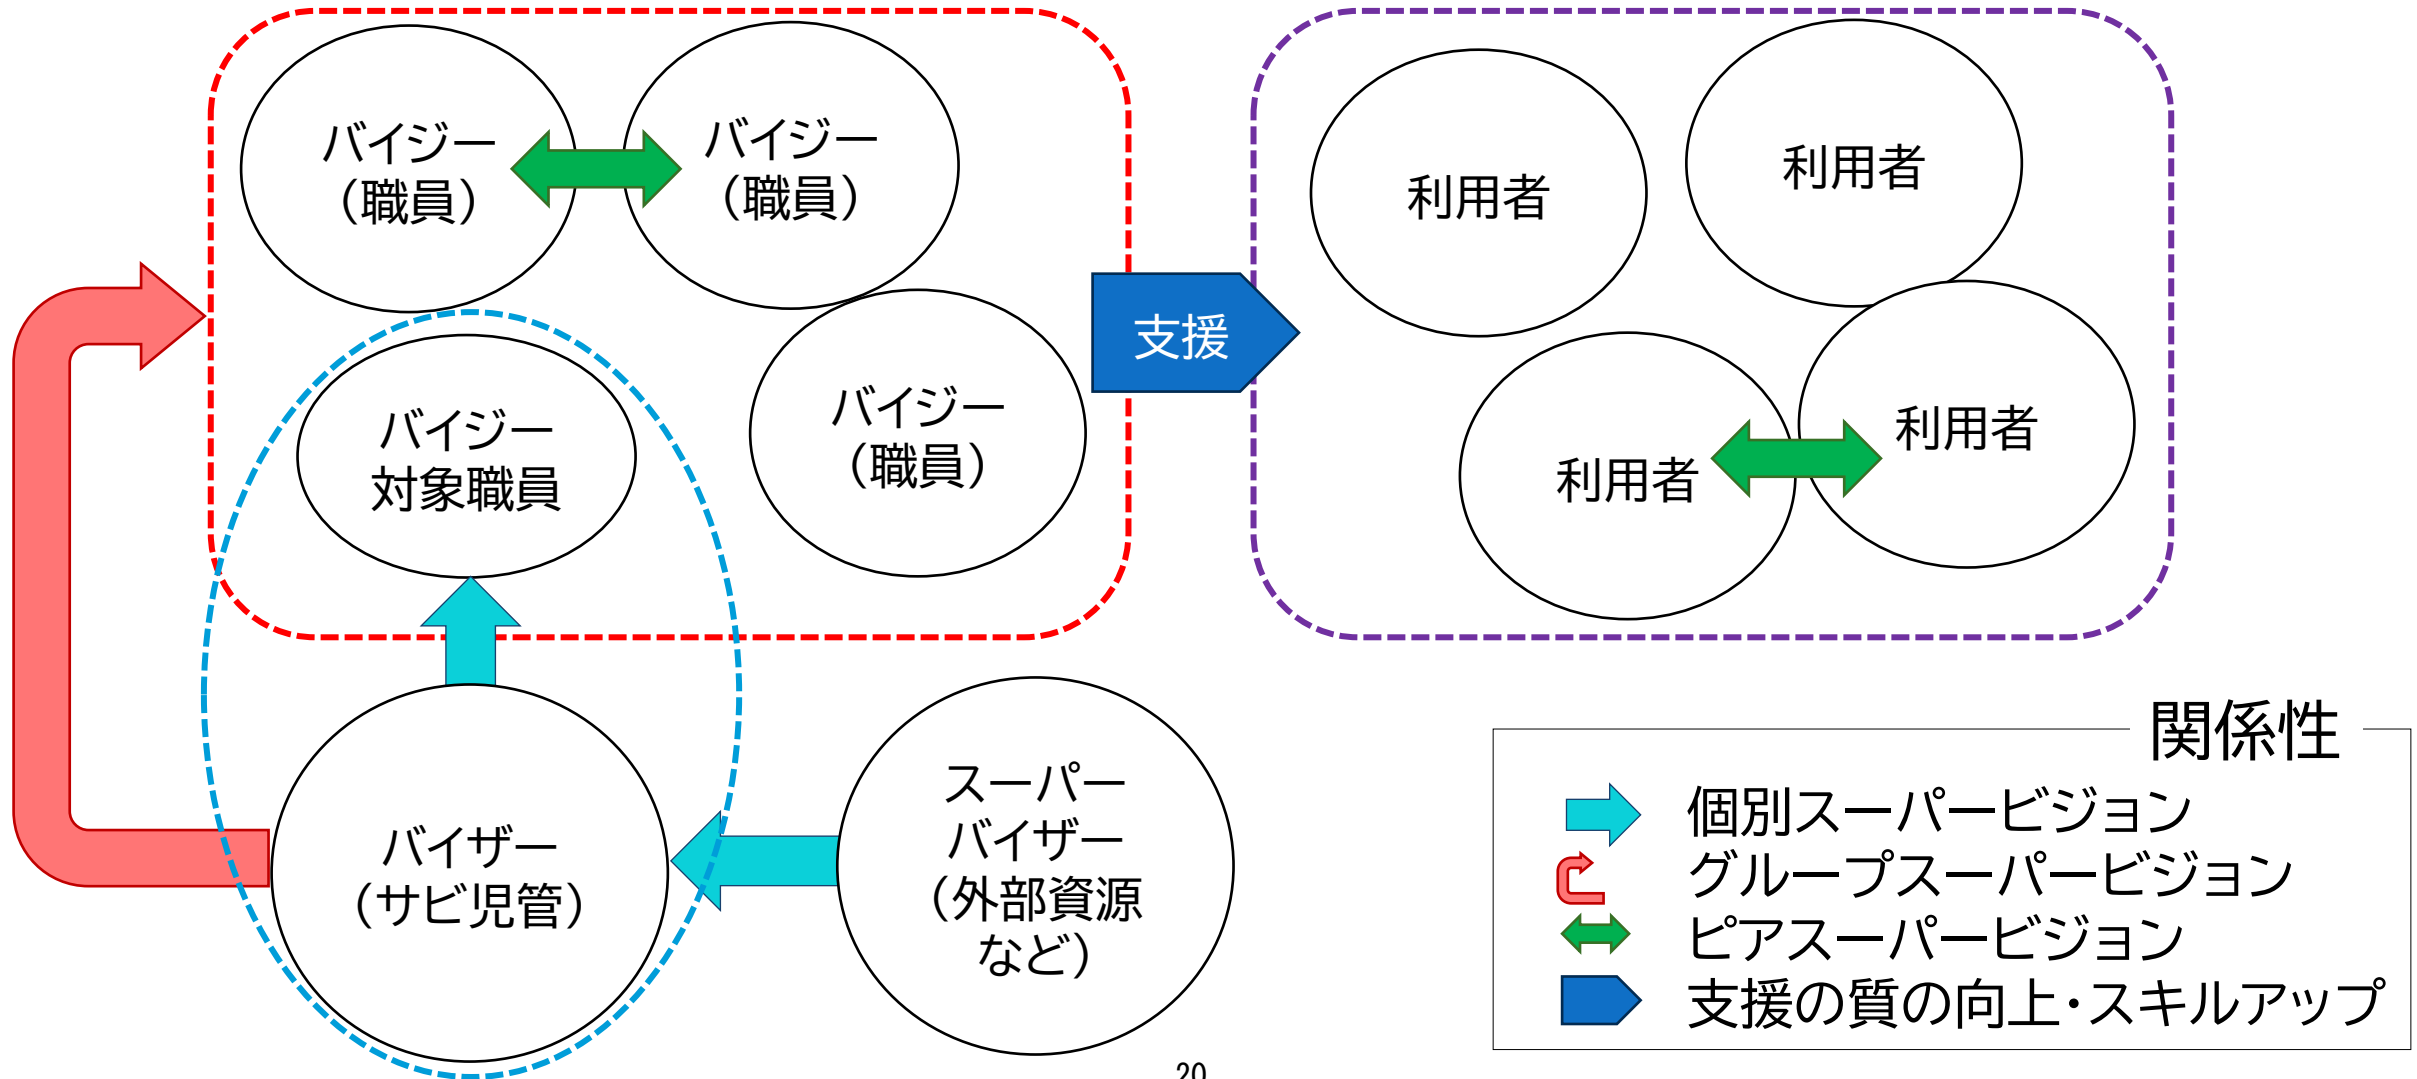 バイジー
（職員）
バイジー
（職員）
バイジー
（職員）
バイジー
対象職員
支援
利用者
利用者
利用者
利用者
バイザー
（サビ児管）
スーパー
バイザー
（外部資源
など）
関係性
個別スーパービジョン
グループスーパービジョン
ピアスーパービジョン
支援の質の向上・スキルアップ
20